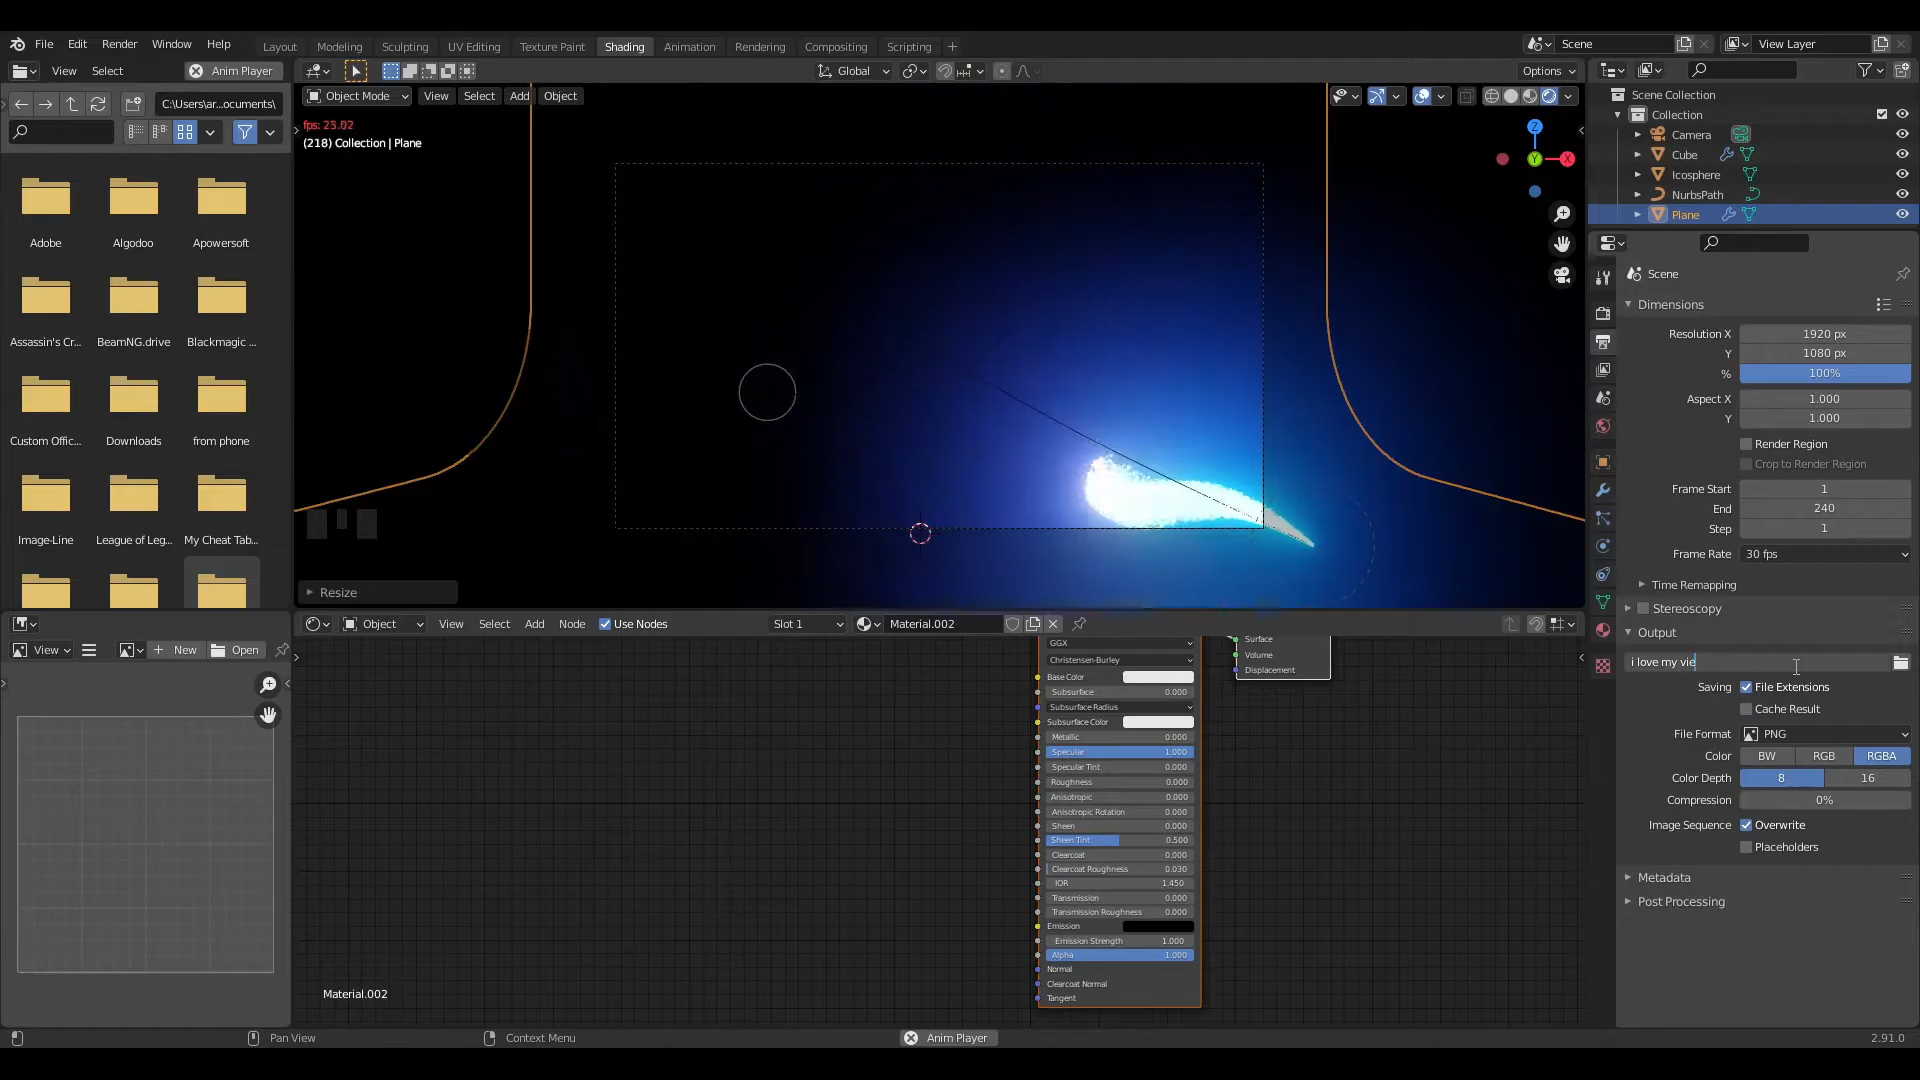 File Edit Render Window Help
Layout Modeling Sculpting UV Editing Texture Paint Shading Animation Rendering Compositing Scripting
Scene
View Layer
View Select
Anim Player
Global
Options
C:\Users\ar...ocuments\
Object Mode View Select Add Object
fps: 23.02
(218) Collection | Plane
Z
Y
X
Adobe Algodoo Apowersoft
Assassin's Cr... BeamNG.drive Blackmagic ...
Custom Offic... Downloads from phone
Image-Line League of Leg... My Cheat Tab...
Resize
Scene Collection
Collection
Camera
Cube
Icosphere
NurbsPath
Plane
Scene
Dimensions
Resolution X 1920 px
Y 1080 px
% 100%
Aspect X 1.000
Y 1.000
Render Region
Crop to Render Region
Frame Start 1
End 240
Step 1
Frame Rate 30 fps
Time Remapping
Stereoscopy
Output
i love my vie
Saving File Extensions
Cache Result
File Format PNG
Color BW RGB RGBA
Color Depth 8 16
Compression 0%
Image Sequence Overwrite
Placeholders
Metadata
Post Processing
View New Open
Object View Select Add Node Use Nodes Slot 1 Material.002
GGX
Christensen-Burley
Base Color
Subsurface 0.000
Subsurface Radius
Subsurface Color
Metallic 0.000
Specular 1.000
Specular Tint 0.000
Roughness 0.000
Anisotropic 0.000
Anisotropic Rotation 0.000
Sheen 0.000
Sheen Tint 0.500
Clearcoat 0.000
Clearcoat Roughness 0.030
IOR 1.450
Transmission 0.000
Transmission Roughness 0.000
Emission
Emission Strength 1.000
Alpha 1.000
Normal
Clearcoat Normal
Tangent
Surface
Volume
Displacement
Material.002
Pan View
Context Menu
Anim Player
2.91.0